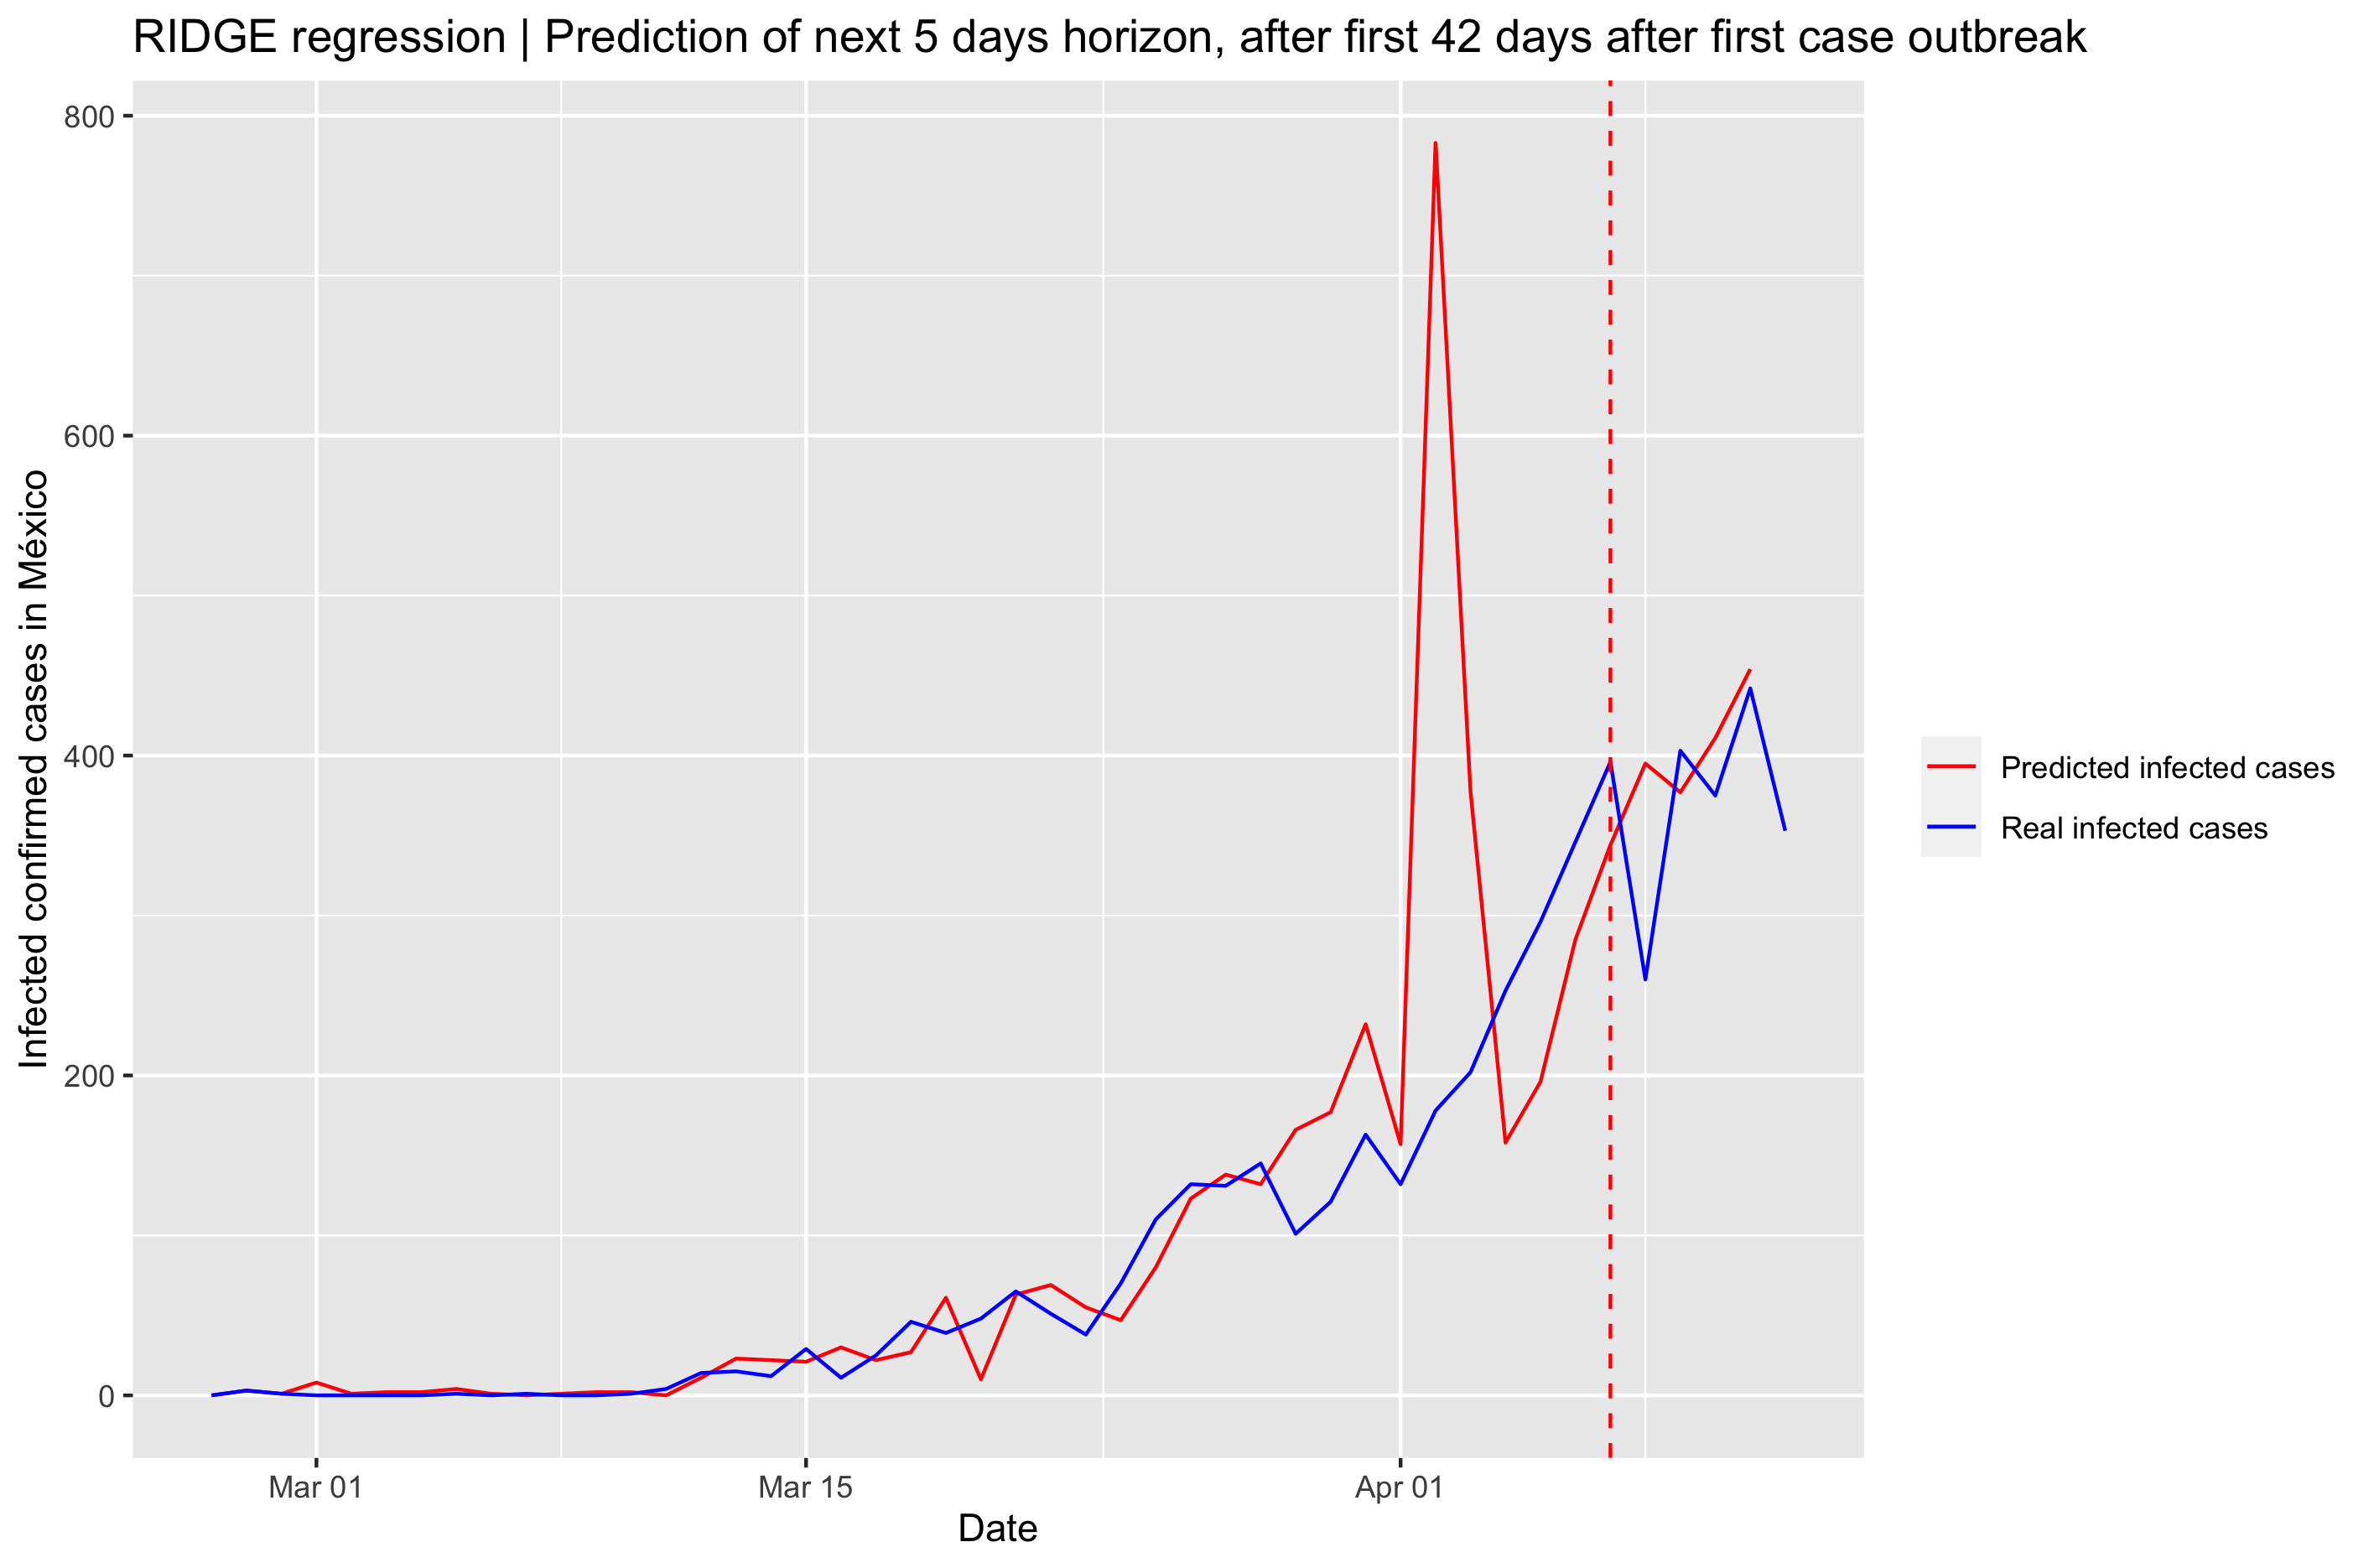 RIDGE regression | Prediction of next 5 days horizon, after first 42 days after first case outbreak
Infected confirmed cases in México
800
600
400
200
0
Mar 01
Mar 15
Apr 01
Date
Predicted infected cases
Real infected cases